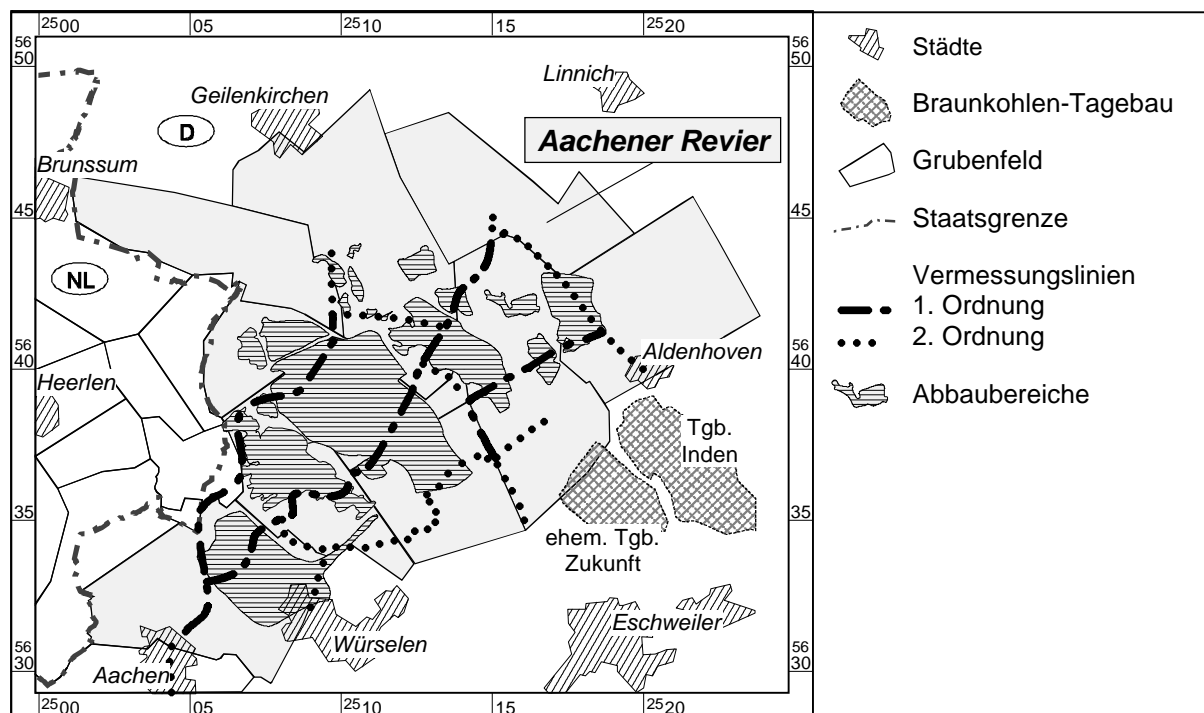 2500 05 2510 15 2520
56
50
45
56
40
35
56
30
Linnich
Geilenkirchen
D
Aachener Revier
Brunssum
NL
Heerlen
Aldenhoven
Tgb.
Inden
ehem. Tgb.
Zukunft
Eschweiler
Würselen
Aachen
56
50
45
56
40
35
56
30
2500 05 2510 15 2520
Städte
Braunkohlen-Tagebau
Grubenfeld
Staatsgrenze
Vermessungslinien
1. Ordnung
2. Ordnung
Abbaubereiche